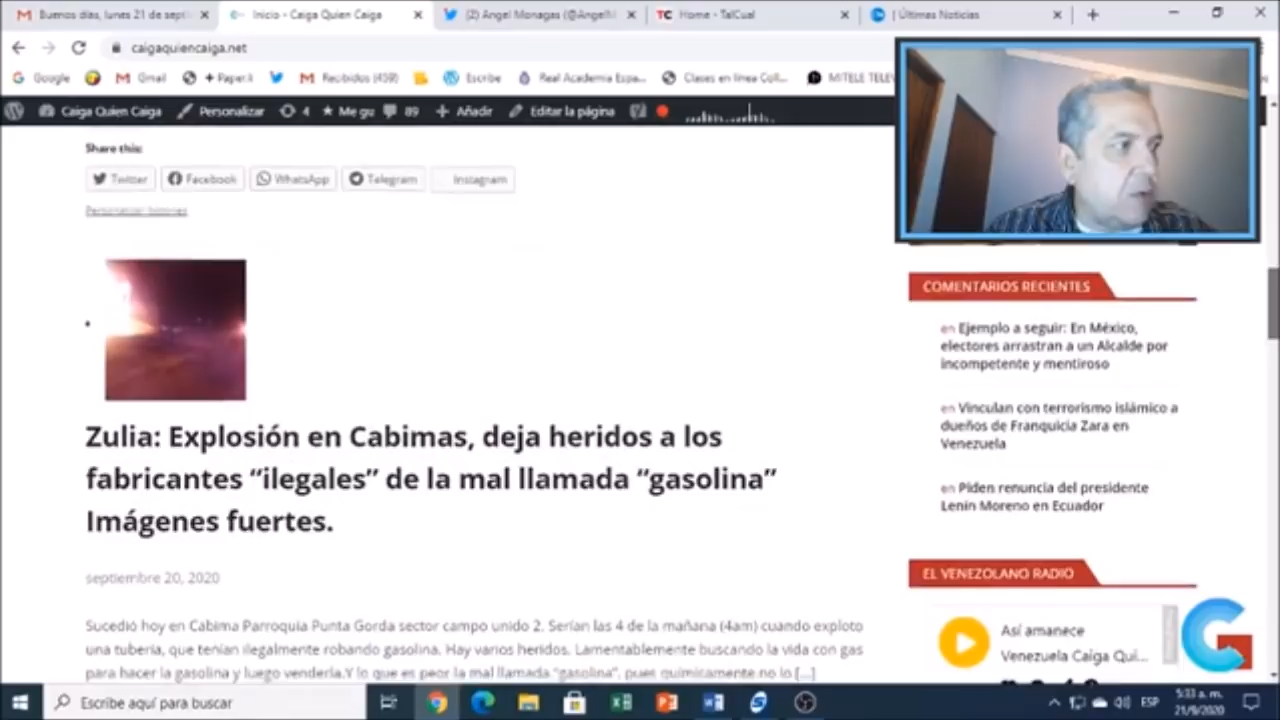 Buenos días, lunes 21 de septi
Inicio - Caiga Quien Caiga
(2) Angel Monagas (@AngelM
TC Home - TalCual
| Últimas Noticias
caigaquiencaiga.net
Google
Gmail
+ Paper.li
Recibidos (459)
Escribe
Real Academia Espa...
Clases en línea Coll...
MITELE TELEV
Caiga Quien Caiga
Personalizar
4
Me gu
89
Añadir
Editar la página
Share this:
Twitter
Facebook
WhatsApp
Telegram
Instagram
Personalizar botones
Zulia: Explosión en Cabimas, deja heridos a los
fabricantes “ilegales” de la mal llamada “gasolina”
Imágenes fuertes.
septiembre 20, 2020
Sucedió hoy en Cabima Parroquia Punta Gorda sector campo unido 2. Serían las 4 de la mañana (4am) cuando exploto
una tubería, que tenían ilegalmente robando gasolina. Hay varios heridos. Lamentablemente buscando la vida con gas
para hacer la gasolina y luego venderla.Y lo que es peor la mal llamada “gasolina”, pues químicamente no lo [...]
COMENTARIOS RECIENTES
en Ejemplo a seguir: En México,
electores arrastran a un Alcalde por
incompetente y mentiroso
en Vinculan con terrorismo islámico a
dueños de Franquicia Zara en
Venezuela
en Piden renuncia del presidente
Lenin Moreno en Ecuador
EL VENEZOLANO RADIO
Así amanece
Venezuela Caiga Qui...
Escribe aquí para buscar
ESP
5:33 a. m.
21/9/2020